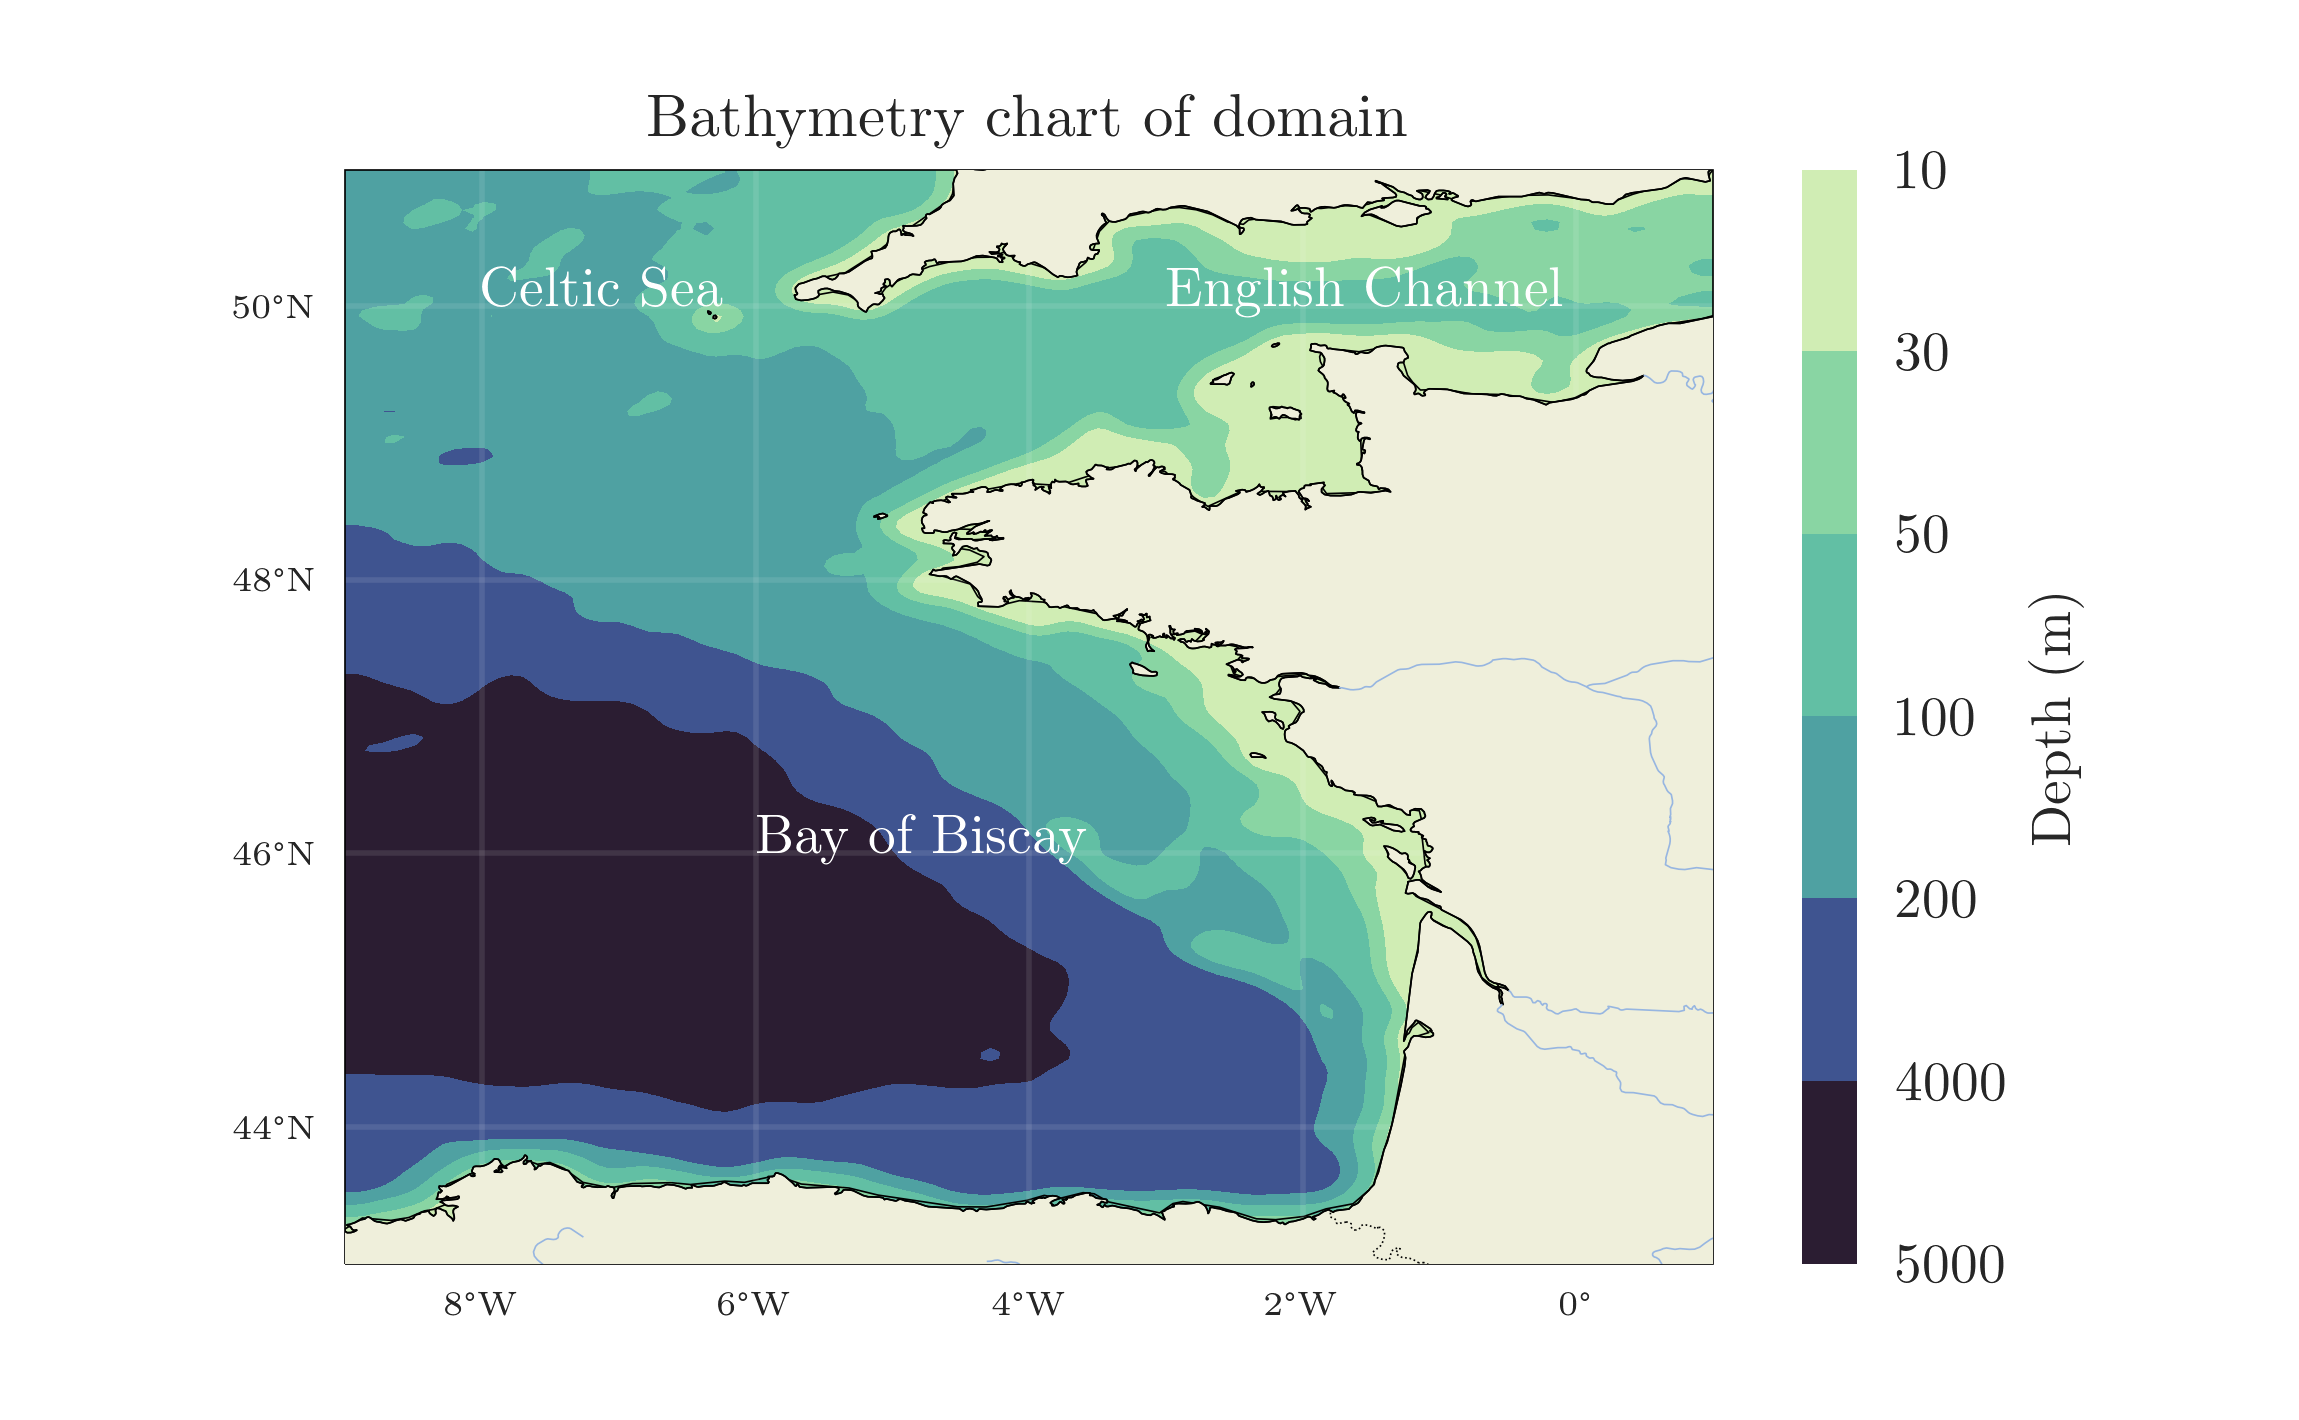 Bathymetry chart of domain
Celtic Sea
English Channel
Bay of Biscay
50°N
48°N
46°N
44°N
8°W
6°W
4°W
2°W
0°
10
30
50
100
200
4000
5000
Depth (m)